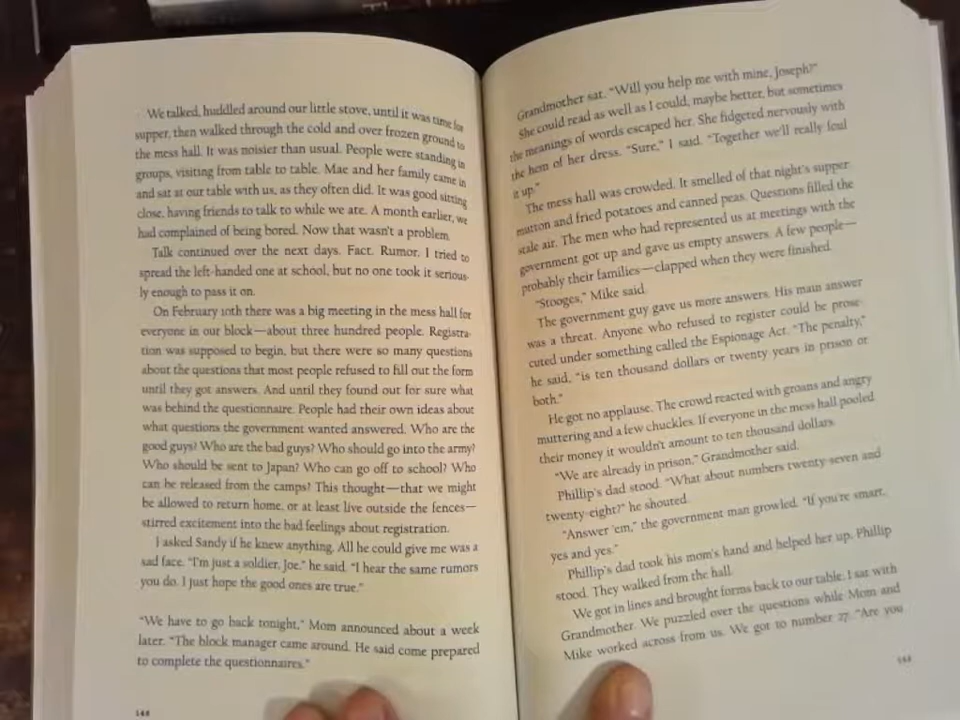 We talked, huddled around our little stove, until it was time for
supper, then walked through the cold and over frozen ground to
the mess hall. It was noisier than usual. People were standing in
groups, visiting from table to table. Mae and her family came in
and sat at our table with us, as they often did. It was good sitting
close, having friends to talk to while we ate. A month earlier, we
had complained of being bored. Now that wasn't a problem.
Talk continued over the next days. Fact. Rumor. I tried to
spread the left-handed one at school, but no one took it serious-
ly enough to pass it on.
On February 10th there was a big meeting in the mess hall for
everyone in our block—about three hundred people. Registra-
tion was supposed to begin, but there were so many questions
about the questions that most people refused to fill out the form
until they got answers. And until they found out for sure what
was behind the questionnaire. People had their own ideas about
what questions the government wanted answered. Who are the
good guys? Who are the bad guys? Who should go into the army?
Who should be sent to Japan? Who can go off to school? Who
can be released from the camps? This thought—that we might
be allowed to return home, or at least live outside the fences—
stirred excitement into the bad feelings about registration.
I asked Sandy if he knew anything. All he could give me was a
sad face. "I'm just a soldier, Joe," he said. "I hear the same rumors
you do. I just hope the good ones are true."
"We have to go back tonight," Mom announced about a week
later. "The block manager came around. He said come prepared
to complete the questionnaires."
Grandmother sat. "Will you help me with mine, Joseph?"
She could read as well as I could, maybe better, but sometimes
the meanings of words escaped her. She fidgeted nervously with
the hem of her dress. "Sure," I said. "Together we'll really foul
it up."
The mess hall was crowded. It smelled of that night's supper:
mutton and fried potatoes and canned peas. Questions filled the
stale air. The men who had represented us at meetings with the
government got up and gave us empty answers. A few people—
probably their families—clapped when they were finished.
"Stooges," Mike said.
The government guy gave us more answers. His main answer
was a threat. Anyone who refused to register could be prose-
cuted under something called the Espionage Act. "The penalty,"
he said, "is ten thousand dollars or twenty years in prison or
both."
He got no applause. The crowd reacted with groans and angry
muttering and a few chuckles. If everyone in the mess hall pooled
their money it wouldn't amount to ten thousand dollars.
"We are already in prison," Grandmother said.
Phillip's dad stood. "What about numbers twenty-seven and
twenty-eight?" he shouted.
"Answer 'em," the government man growled. "If you're smart,
yes and yes."
Phillip's dad took his mom's hand and helped her up. Phillip
stood. They walked from the hall.
We got in lines and brought forms back to our table. I sat with
Grandmother. We puzzled over the questions while Mom and
Mike worked across from us. We got to number 27. "Are you